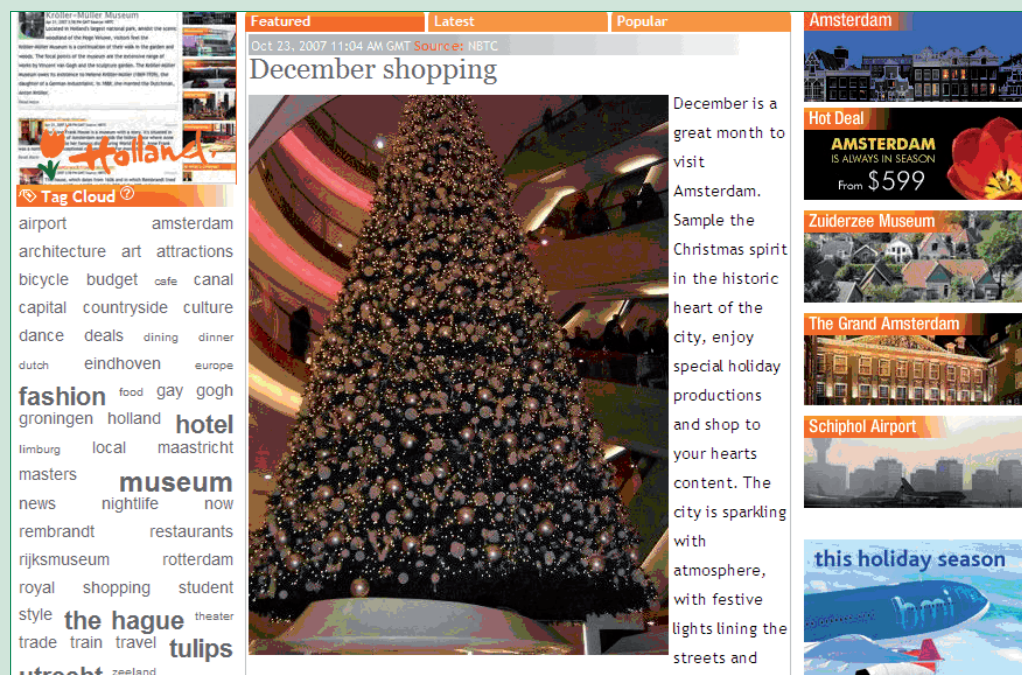 Kröller-Müller Museum
Holland.
Tag Cloud ?
airport amsterdam
architecture art attractions
bicycle budget cafe canal
capital countryside culture
dance deals dining dinner
dutch eindhoven europe
fashion food gay gogh
groningen holland hotel
limburg local maastricht
masters museum
news nightlife now
rembrandt restaurants
rijksmuseum rotterdam
royal shopping student
style the hague theater
trade train travel tulips
utrecht zeeland
Featured Latest Popular
Oct 23, 2007 11:04 AM GMT Source: NBTC
December shopping
December is a
great month to
visit
Amsterdam.
Sample the
Christmas spirit
in the historic
heart of the
city, enjoy
special holiday
productions
and shop to
your hearts
content. The
city is sparkling
with
atmosphere,
with festive
lights lining the
streets and
Amsterdam
Hot Deal
AMSTERDAM
IS ALWAYS IN SEASON
From $599
Zuiderzee Museum
The Grand Amsterdam
Schiphol Airport
this holiday season
bmi